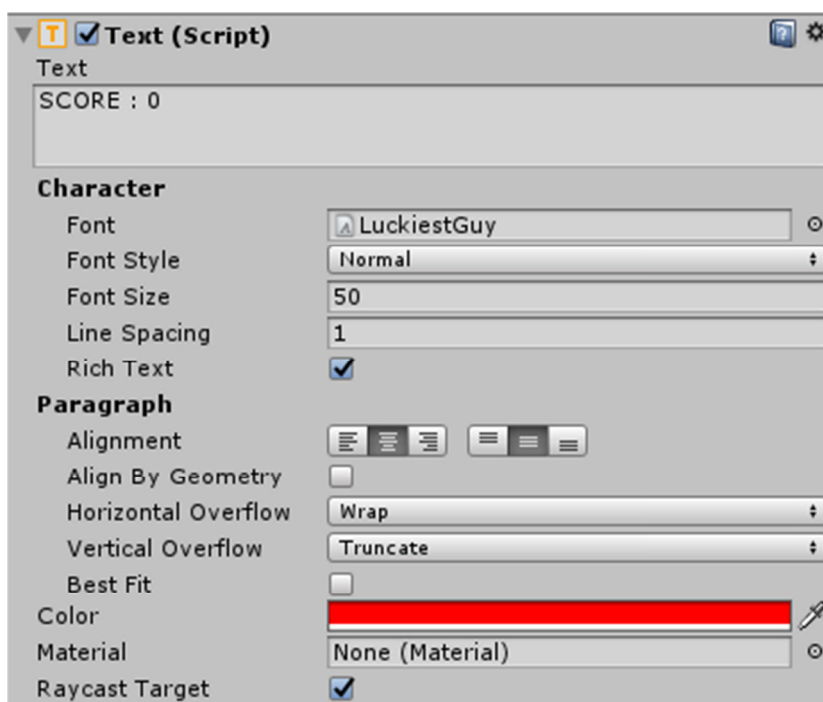 Text (Script)
Text
SCORE : 0
Character
Font LuckiestGuy
Font Style Normal
Font Size 50
Line Spacing 1
Rich Text
Paragraph
Alignment
Align By Geometry
Horizontal Overflow Wrap
Vertical Overflow Truncate
Best Fit
Color
Material None (Material)
Raycast Target